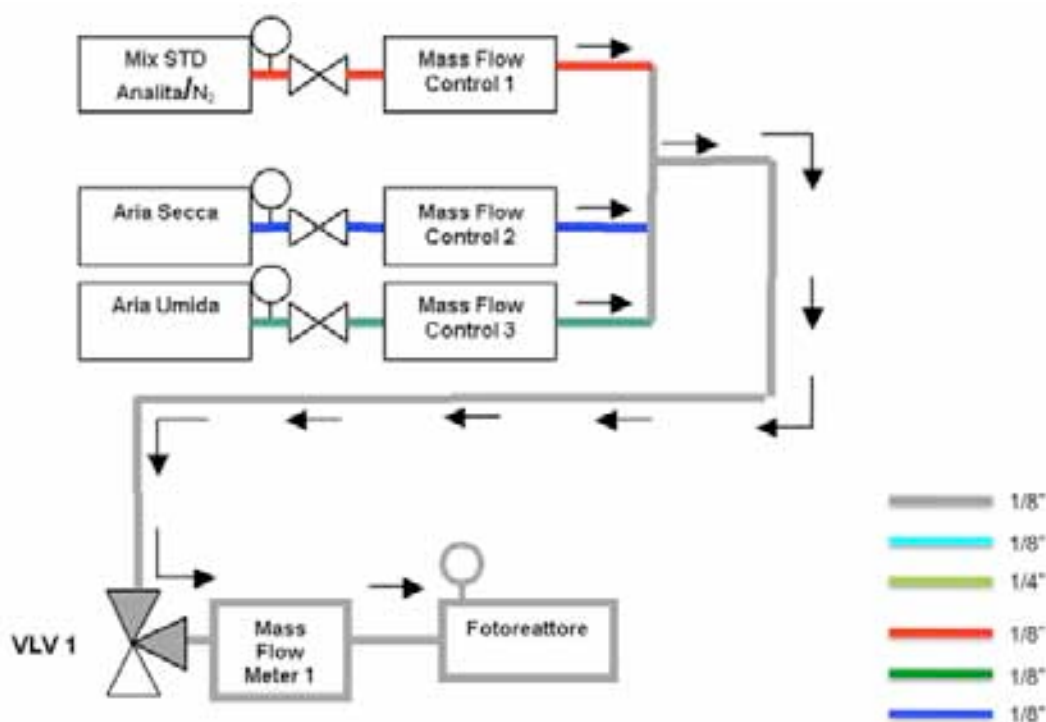 Mix STD
Analita/N₂
Mass Flow
Control 1
Aria Secca
Mass Flow
Control 2
Aria Umida
Mass Flow
Control 3
VLV 1
Mass
Flow
Meter 1
Fotoreattore
1/8"
1/8"
1/4"
1/8"
1/8"
1/8"